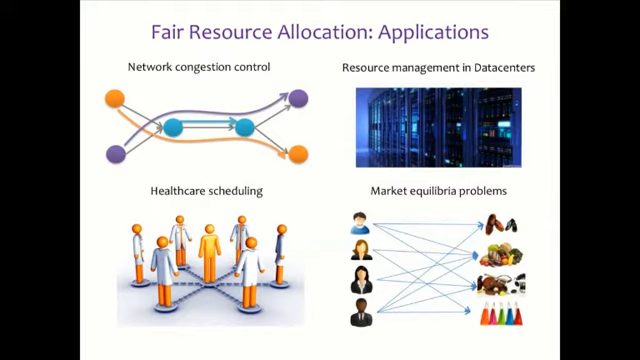 Fair Resource Allocation: Applications
Network congestion control
Resource management in Datacenters
Healthcare scheduling
Market equilibria problems